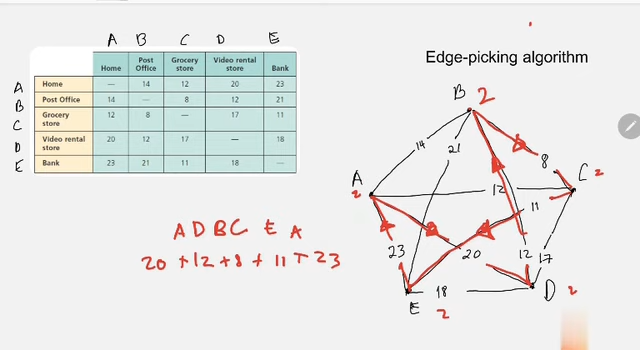 Edge-picking algorithm
A B C D E
Home Post Office Grocery store Video rental store Bank
A Home — 14 12 20 23
B Post Office 14 — 8 12 21
C Grocery store 12 8 — 17 11
D Video rental store 20 12 17 — 18
E Bank 23 21 11 18 —
A D B C E A
20 + 12 + 8 + 11 + 23
B 2
14
21
8
A 2
12
C 2
11
23
20
12
17
18
E 2
D 2